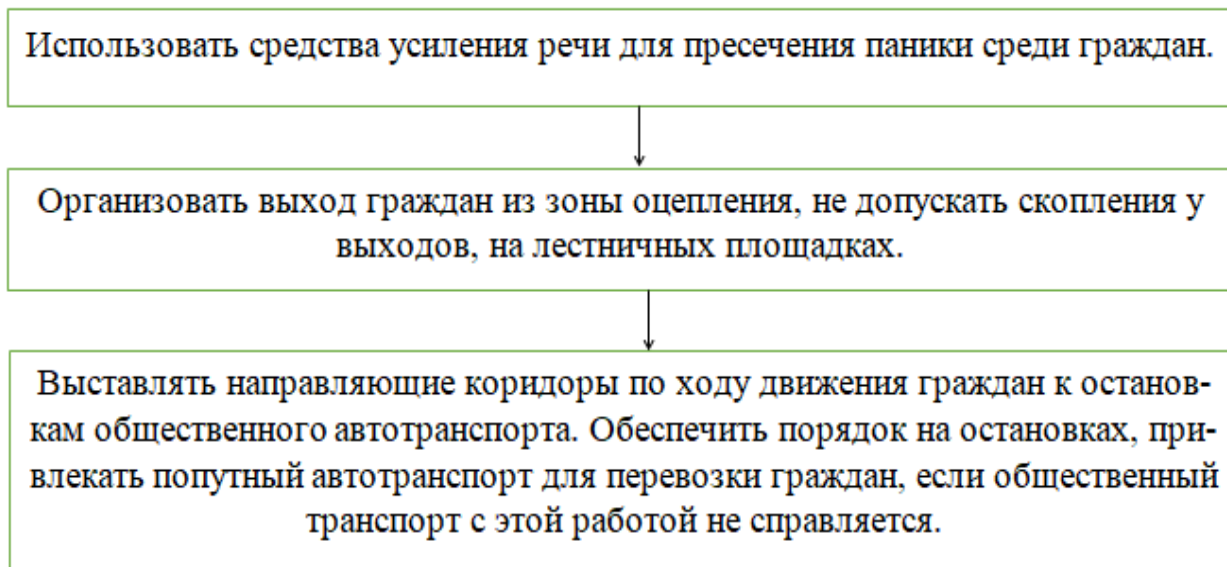 Использовать средства усиления речи для пресечения паники среди граждан.
Организовать выход граждан из зоны оцепления, не допускать скопления у
выходов, на лестничных площадках.
Выставлять направляющие коридоры по ходу движения граждан к останов-
кам общественного автотранспорта. Обеспечить порядок на остановках, при-
влекать попутный автотранспорт для перевозки граждан, если общественный
транспорт с этой работой не справляется.